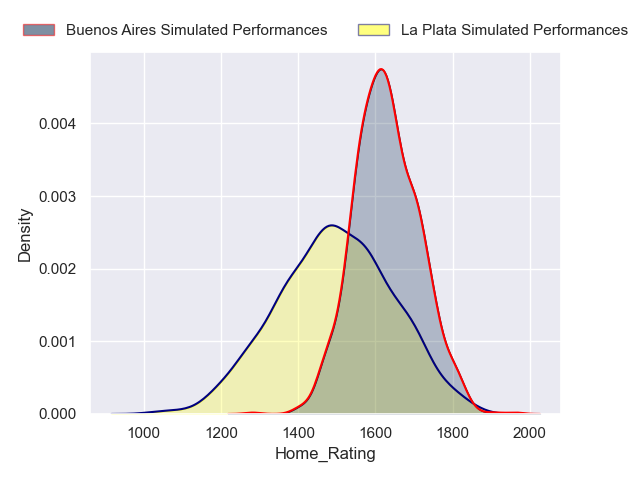 Buenos Aires Simulated Performances La Plata Simulated Performances
0.004
0.003
Density
0.002
0.001
0.000
1000 1200 1400 1600 1800 2000
Home_Rating